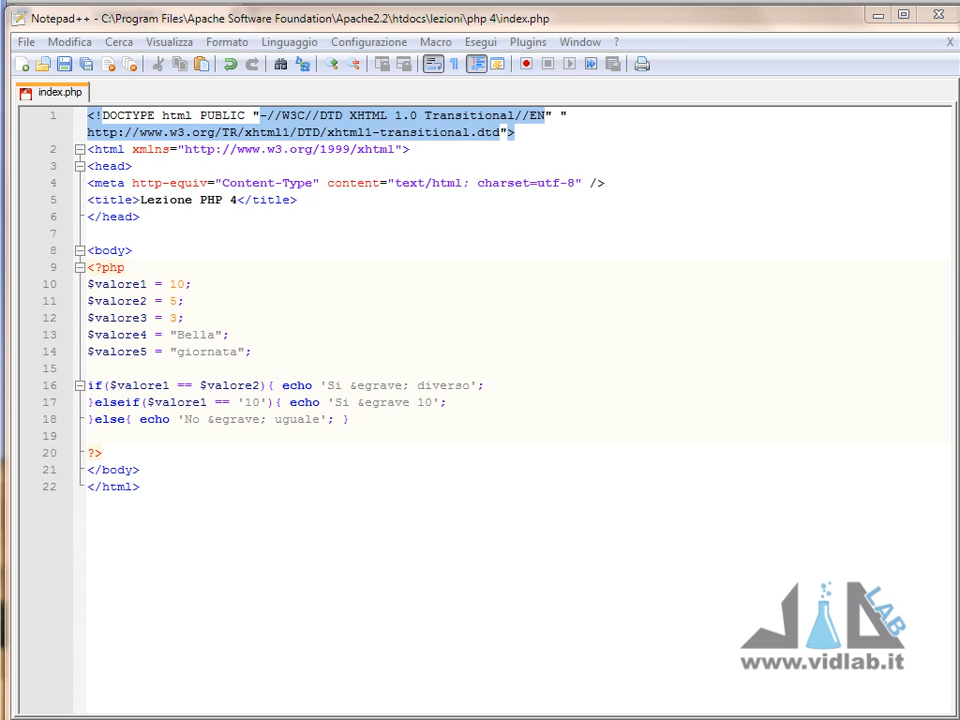 Notepad++ - C:\Program Files\Apache Software Foundation\Apache2.2\htdocs\lezioni\php 4\index.php
File Modifica Cerca Visualizza Formato Linguaggio Configurazione Macro Esegui Plugins Window ? X
index.php
1 <!DOCTYPE html PUBLIC "-//W3C//DTD XHTML 1.0 Transitional//EN" "
http://www.w3.org/TR/xhtml1/DTD/xhtml1-transitional.dtd">
2 <html xmlns="http://www.w3.org/1999/xhtml">
3 <head>
4 <meta http-equiv="Content-Type" content="text/html; charset=utf-8" />
5 <title>Lezione PHP 4</title>
6 </head>
7
8 <body>
9 <?php
10 $valore1 = 10;
11 $valore2 = 5;
12 $valore3 = 3;
13 $valore4 = "Bella";
14 $valore5 = "giornata";
15
16 if($valore1 == $valore2){ echo 'Si &egrave; diverso';
17 }elseif($valore1 == '10'){ echo 'Si &egrave 10';
18 }else{ echo 'No &egrave; uguale'; }
19
20 ?>
21 </body>
22 </html>
LAB
www.vidlab.it